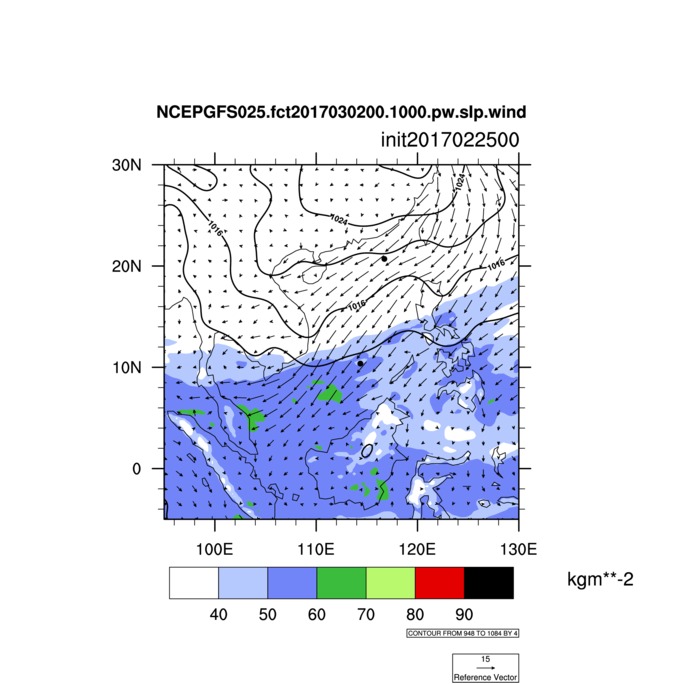 NCEPGFS025.fct2017030200.1000.pw.slp.wind
init2017022500
30N
1024
1016
1024
20N
1016
1016
10N
0
100E 110E 120E 130E
kgm**-2
40 50 60 70 80 90
CONTOUR FROM 948 TO 1084 BY 4
15
Reference Vector